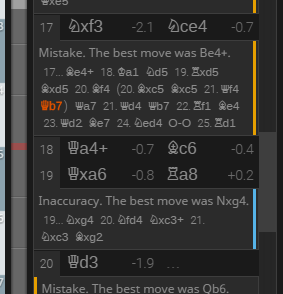 ♘xe5
17 ♘xf3 -2.1 ♘ce4 -0.7
Mistake. The best move was Be4+.
17... ♗e4+ 18. ♔a1 ♘d5 19. ♖xd5
♗xd5 20. ♗f4 (20. ♗xc5 ♗xc5 21. ♕f4
♕b7) ♕a7 21. ♕d4 ♕b7 22. ♖f1 ♗e4
23. ♕d2 ♗e7 24. ♘ed4 O-O 25. ♖d1
18 ♕a4+ -0.7 ♗c6 -0.4
19 ♕xa6 -0.8 ♖a8 +0.2
Inaccuracy. The best move was Nxg4.
19... ♘xg4 20. ♘fd4 ♘xc3+ 21.
♘xc3 ♗xg2
20 ♕d3 -1.9 ...
Mistake. The best move was Qb6.